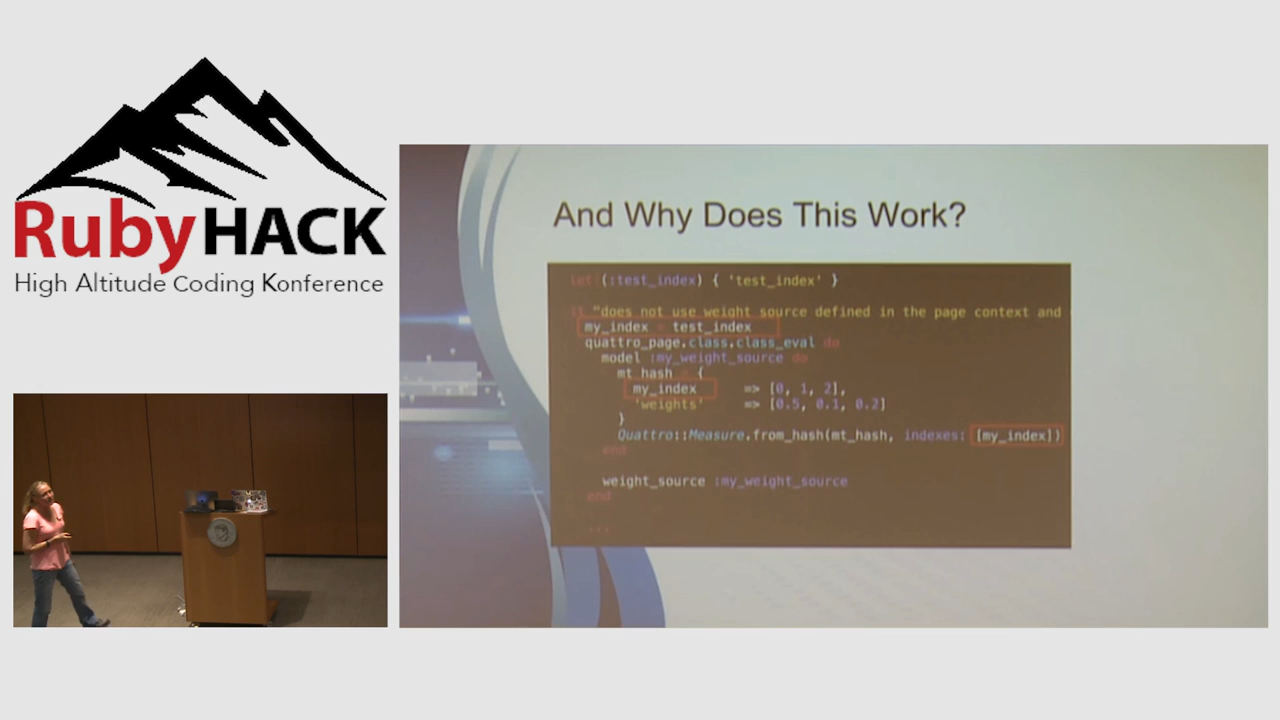 RubyHACK
High Altitude Coding Konference
And Why Does This Work?
let(:test_index) { 'test_index' }
it "does not use weight source defined in the page context and
my_index = test_index
quattro_page.class.class_eval do
model :my_weight_source do
mt_hash = {
my_index => [0, 1, 2],
'weights' => [0.5, 0.1, 0.2]
}
Quattro::Measure.from_hash(mt_hash, indexes: [my_index])
end
weight_source :my_weight_source
end
...